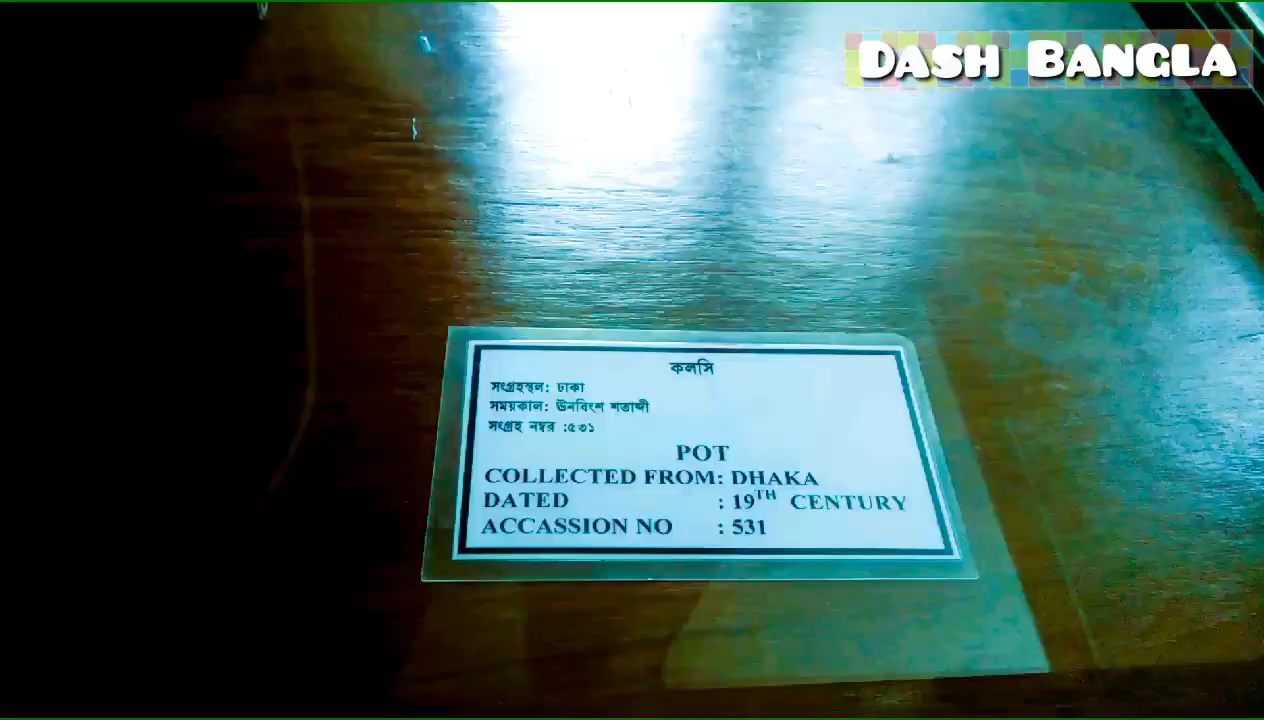 DASH BANGLA
কলসি
সংগ্রহস্থল: ঢাকা
সময়কাল: ঊনবিংশ শতাব্দী
সংগ্রহ নম্বর :৫৩১
POT
COLLECTED FROM: DHAKA
DATED : 19TH CENTURY
ACCASSION NO : 531